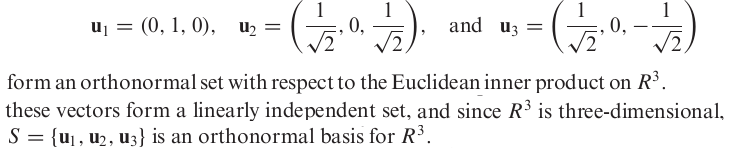 u₁ = (0, 1, 0), u₂ = (1/√2, 0, 1/√2), and u₃ = (1/√2, 0, −1/√2)
form an orthonormal set with respect to the Euclidean inner product on R³.
these vectors form a linearly independent set, and since R³ is three-dimensional,
S = {u₁, u₂, u₃} is an orthonormal basis for R³.